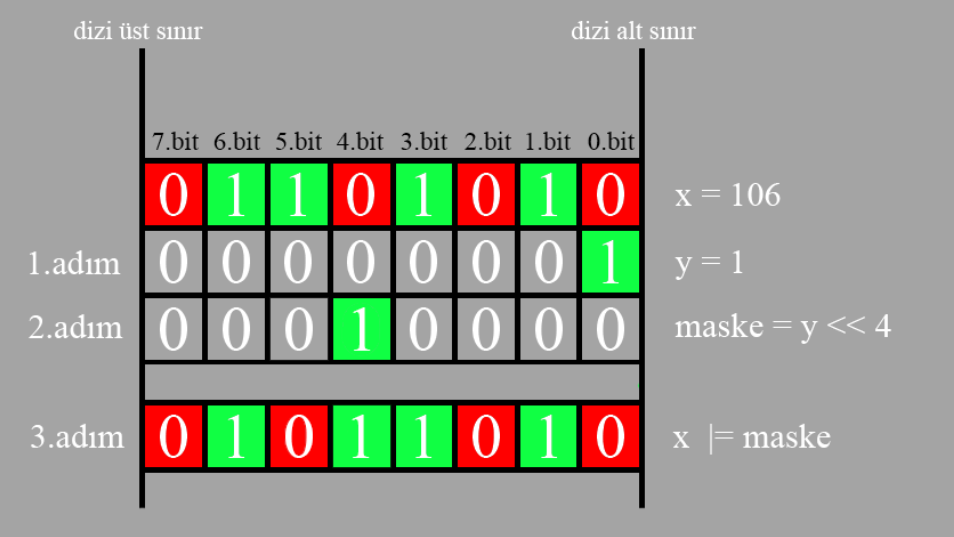 dizi üst sınır dizi alt sınır
7.bit 6.bit 5.bit 4.bit 3.bit 2.bit 1.bit 0.bit
0 1 1 0 1 0 1 0 x = 106
1.adım 0 0 0 0 0 0 0 1 y = 1
2.adım 0 0 0 1 0 0 0 0 maske = y << 4
3.adım 0 1 0 1 1 0 1 0 x |= maske